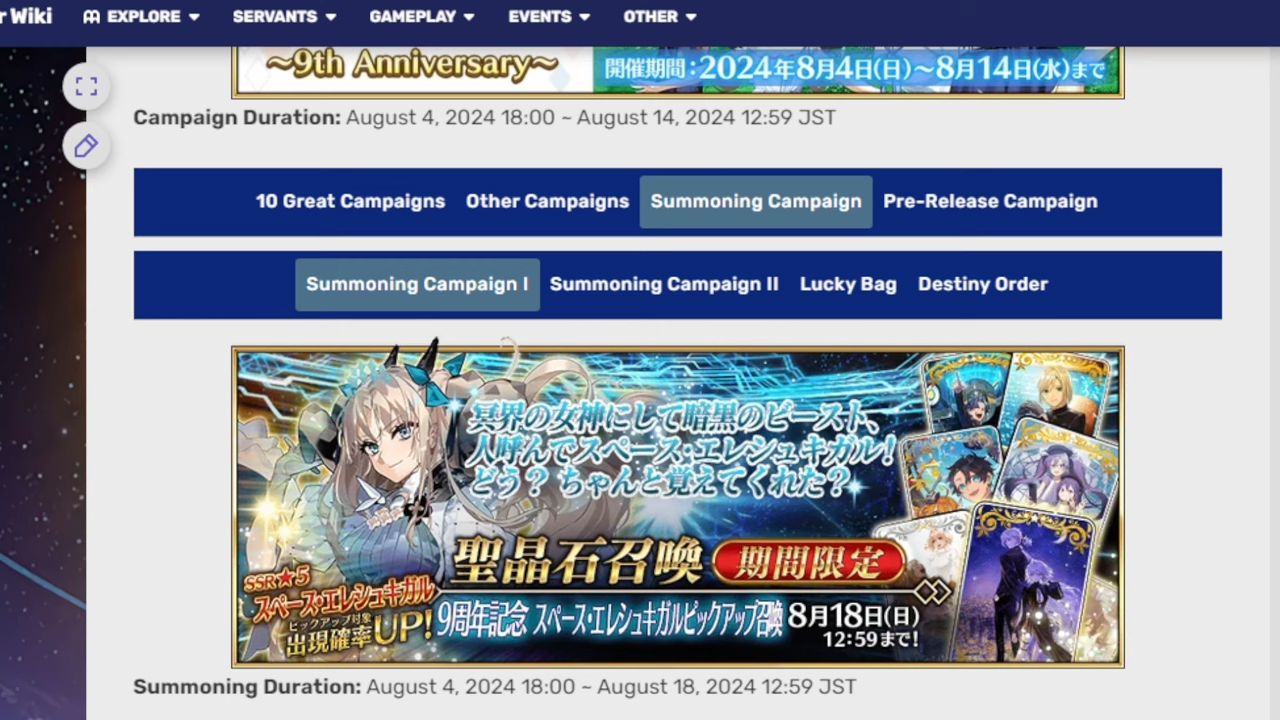 r Wiki EXPLORE SERVANTS GAMEPLAY EVENTS OTHER
~9th Anniversary~ 開催期間:2024年8月4日(日)~8月14日(水)まで
Campaign Duration: August 4, 2024 18:00 ~ August 14, 2024 12:59 JST
10 Great Campaigns Other Campaigns Summoning Campaign Pre-Release Campaign
Summoning Campaign I Summoning Campaign II Lucky Bag Destiny Order
冥界の女神にして暗黒のビースト、
人呼んでスペース・エレシュキガル!
どう? ちゃんと覚えてくれた?
聖晶石召喚 期間限定
SSR★5
スペース・エレシュキガル
ピックアップ対象
出現確率UP!
9周年記念 スペース・エレシュキガルピックアップ召喚 8月18日(日)
12:59まで!
Summoning Duration: August 4, 2024 18:00 ~ August 18, 2024 12:59 JST